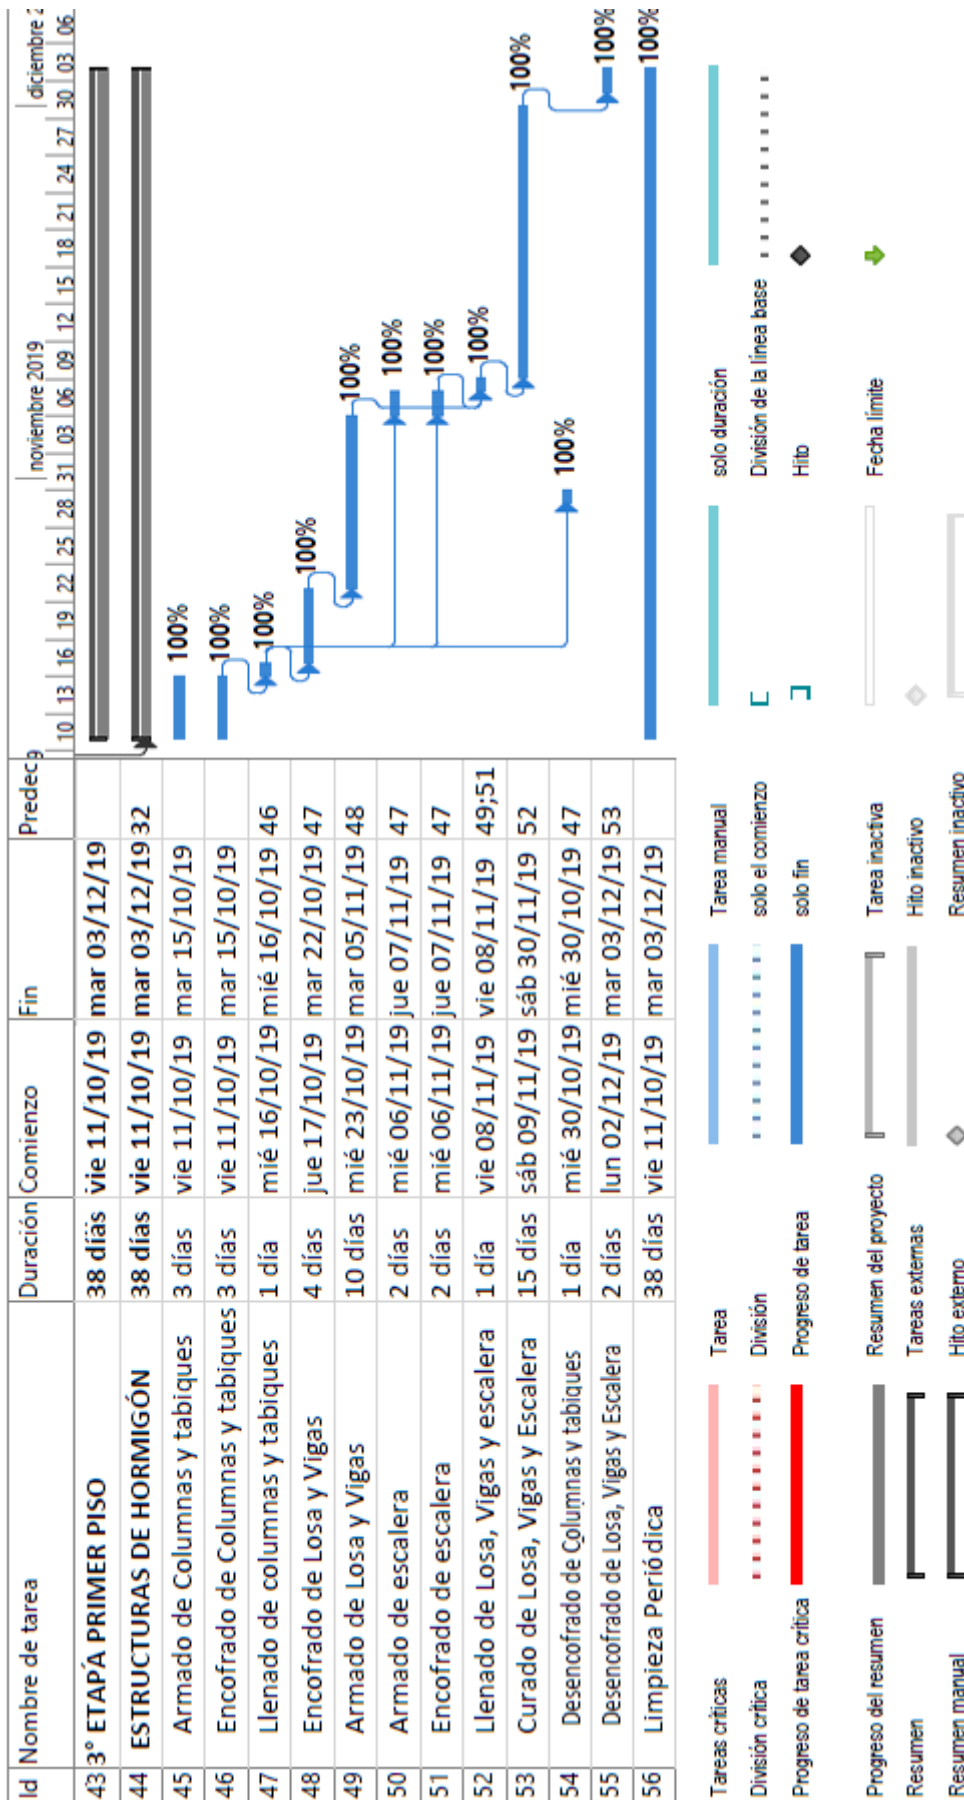 Id Nombre de tarea Duración Comienzo Fin Predec
noviembre 2019 diciembre 2
10 13 16 19 22 25 28 31 03 06 09 12 15 18 21 24 27 30 03 06
43 3° ETAPÁ PRIMER PISO 38 días vie 11/10/19 mar 03/12/19
44 ESTRUCTURAS DE HORMIGÓN 38 días vie 11/10/19 mar 03/12/19 32
45 Armado de Columnas y tabiques 3 días vie 11/10/19 mar 15/10/19 100%
46 Encofrado de Columnas y tabiques 3 días vie 11/10/19 mar 15/10/19 100%
47 Llenado de columnas y tabiques 1 día mié 16/10/19 mié 16/10/19 46 100%
48 Encofrado de Losa y Vigas 4 días jue 17/10/19 mar 22/10/19 47 100%
49 Armado de Losa y Vigas 10 días mié 23/10/19 mar 05/11/19 48 100%
50 Armado de escalera 2 días mié 06/11/19 jue 07/11/19 47 100%
51 Encofrado de escalera 2 días mié 06/11/19 jue 07/11/19 47 100%
52 Llenado de Losa, Vigas y escalera 1 día vie 08/11/19 vie 08/11/19 49;51 100%
53 Curado de Losa, Vigas y Escalera 15 días sáb 09/11/19 sáb 30/11/19 52 100%
54 Desencofrado de Columnas y tabiques 1 día mié 30/10/19 mié 30/10/19 47 100%
55 Desencofrado de Losa, Vigas y Escalera 2 días lun 02/12/19 mar 03/12/19 53 100%
56 Limpieza Periódica 38 días vie 11/10/19 mar 03/12/19 100%
Tareas críticas Tarea Tarea manual solo duración
División crítica División solo el comienzo División de la línea base
Progreso de tarea crítica Progreso de tarea solo fin Hito
Progreso del resumen Resumen del proyecto Tarea inactiva Fecha límite
Resumen Tareas externas Hito inactivo
Resumen manual Hito externo Resumen inactivo